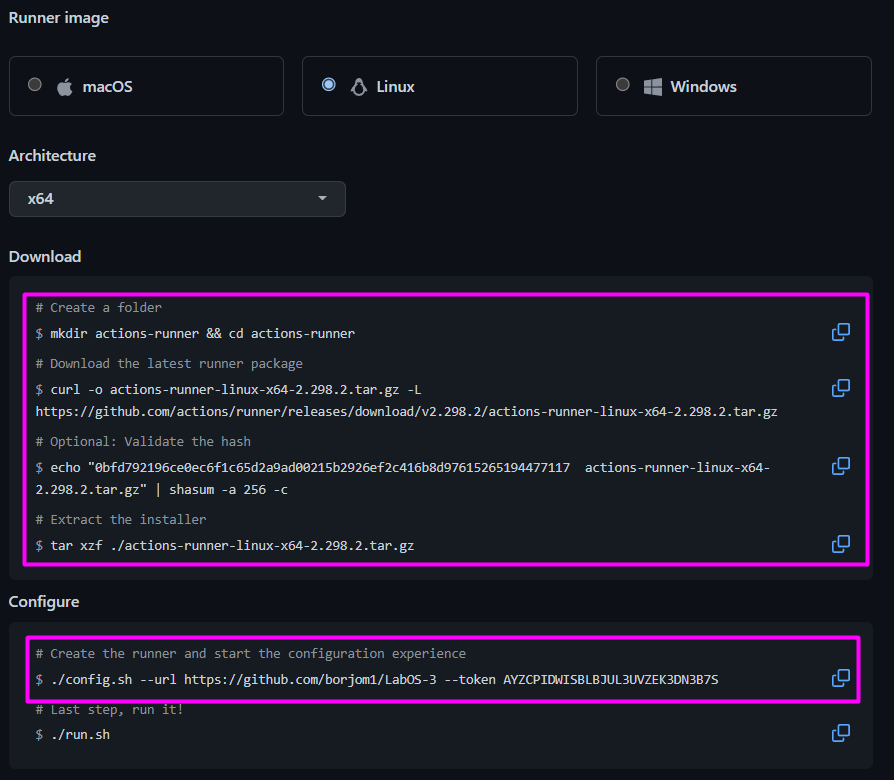 Runner image
macOS
Linux
Windows
Architecture
x64
Download
# Create a folder
$ mkdir actions-runner && cd actions-runner
# Download the latest runner package
$ curl -o actions-runner-linux-x64-2.298.2.tar.gz -L
https://github.com/actions/runner/releases/download/v2.298.2/actions-runner-linux-x64-2.298.2.tar.gz
# Optional: Validate the hash
$ echo "0bfd792196ce0ec6f1c65d2a9ad00215b2926ef2c416b8d97615265194477117  actions-runner-linux-x64-
2.298.2.tar.gz" | shasum -a 256 -c
# Extract the installer
$ tar xzf ./actions-runner-linux-x64-2.298.2.tar.gz
Configure
# Create the runner and start the configuration experience
$ ./config.sh --url https://github.com/borjom1/LabOS-3 --token AYZCPIDWISBLBJUL3UVZEK3DN3B7S
# Last step, run it!
$ ./run.sh